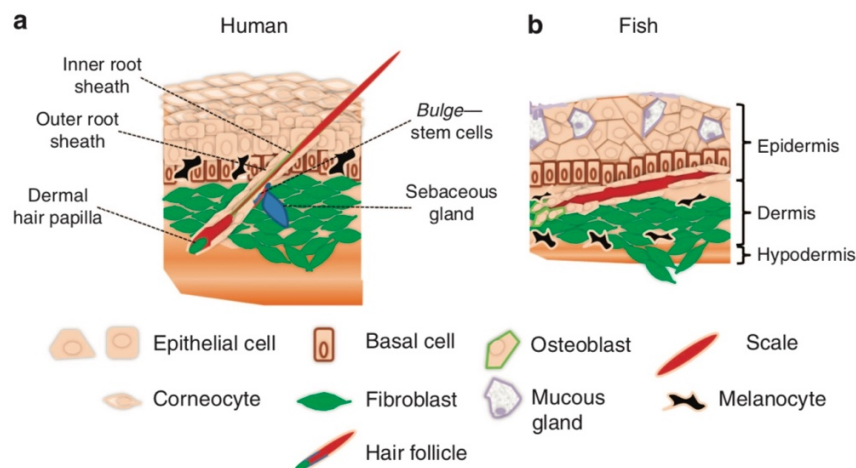 a
Human
b
Fish
Inner root
sheath
Outer root
sheath
Dermal
hair papilla
Bulge—
stem cells
Sebaceous
gland
Epidermis
Dermis
Hypodermis
Epithelial cell
Basal cell
Osteoblast
Scale
Corneocyte
Fibroblast
Mucous
gland
Melanocyte
Hair follicle